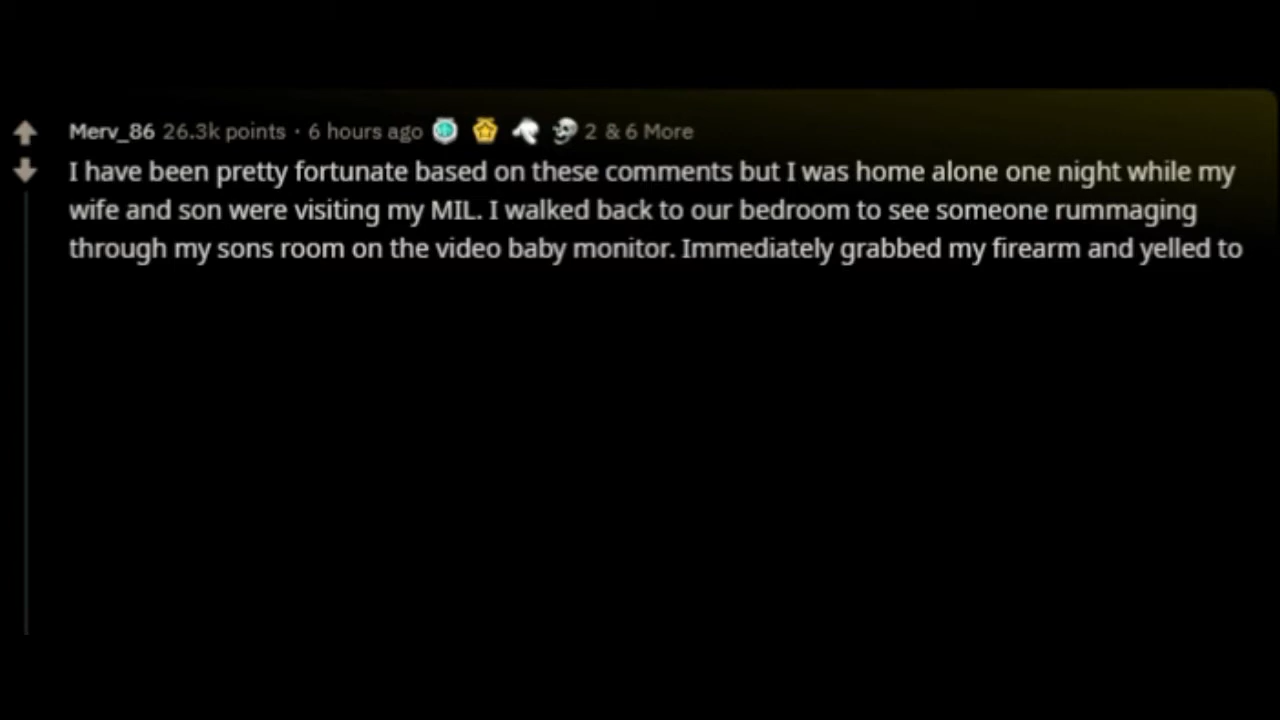 Merv_86 26.3k points · 6 hours ago 2 & 6 More
I have been pretty fortunate based on these comments but I was home alone one night while my
wife and son were visiting my MIL. I walked back to our bedroom to see someone rummaging
through my sons room on the video baby monitor. Immediately grabbed my firearm and yelled to